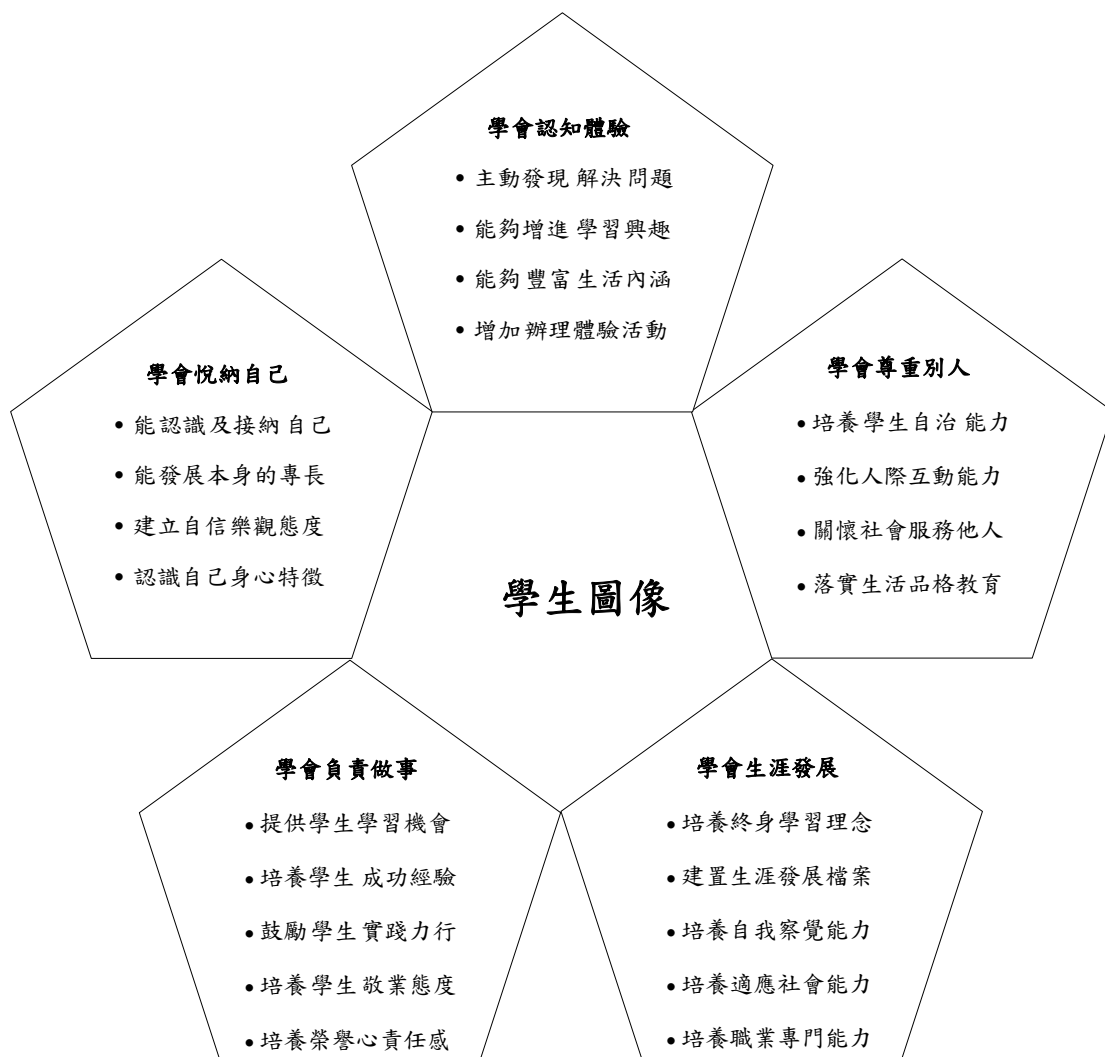 學會認知體驗
• 主動發現 解決 問題
• 能夠增進 學習興趣
• 能夠 豐富 生活內涵
• 增加 辦理體驗活動
學會悅納自己
• 能認識及接納 自己
• 能發展本身的專長
• 建立自信樂觀態度
• 認識自己身心特徵
學會尊重別人
• 培養學生自治 能力
• 強化人際互動能力
• 關懷社會服務他人
• 落實生活品格教育
學生圖像
學會負責做事
• 提供學生學習機會
• 培養學生 成功經驗
• 鼓勵學生實踐力行
• 培養學生敬業態度
• 培養榮譽心責任感
學會生涯發展
• 培養終身學習理念
• 建置生涯發展檔案
• 培養自我察覺能力
• 培養適應社會能力
• 培養職業專門能力